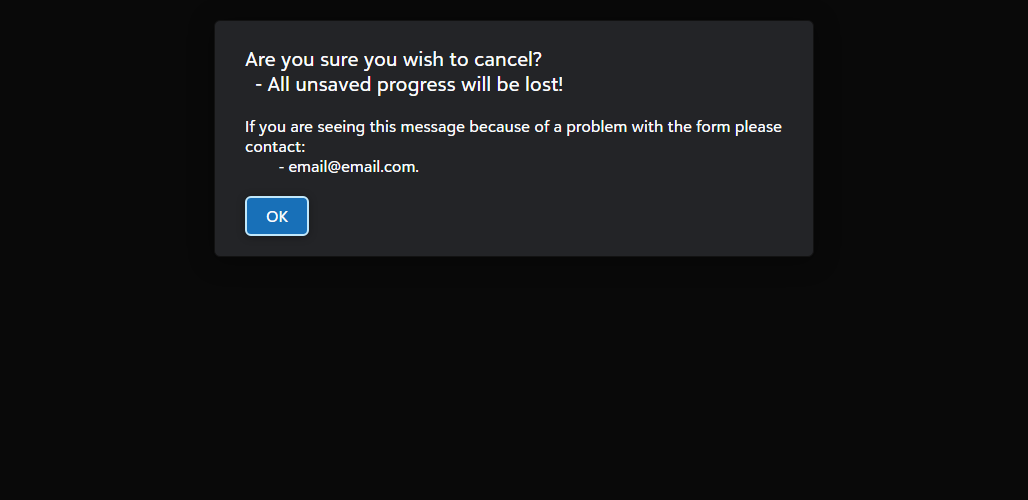 Are you sure you wish to cancel?
- All unsaved progress will be lost!
If you are seeing this message because of a problem with the form please
contact:
- email@email.com.
OK